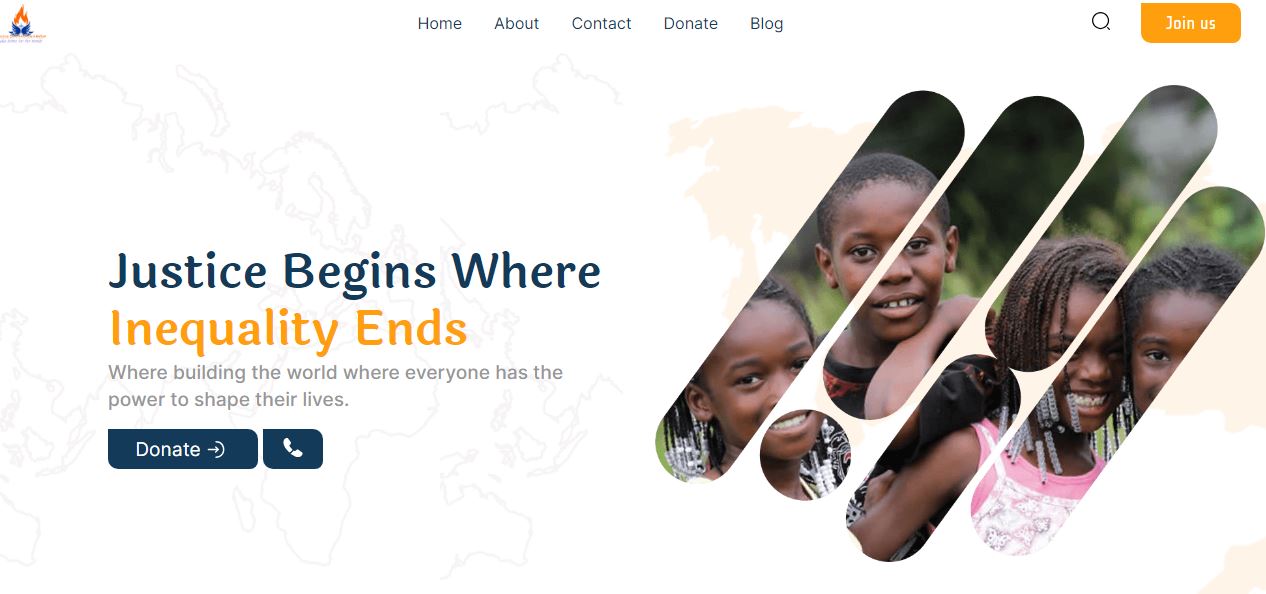 Home About Contact Donate Blog
Join us
Justice Begins Where
Inequality Ends
Where building the world where everyone has the
power to shape their lives.
Donate